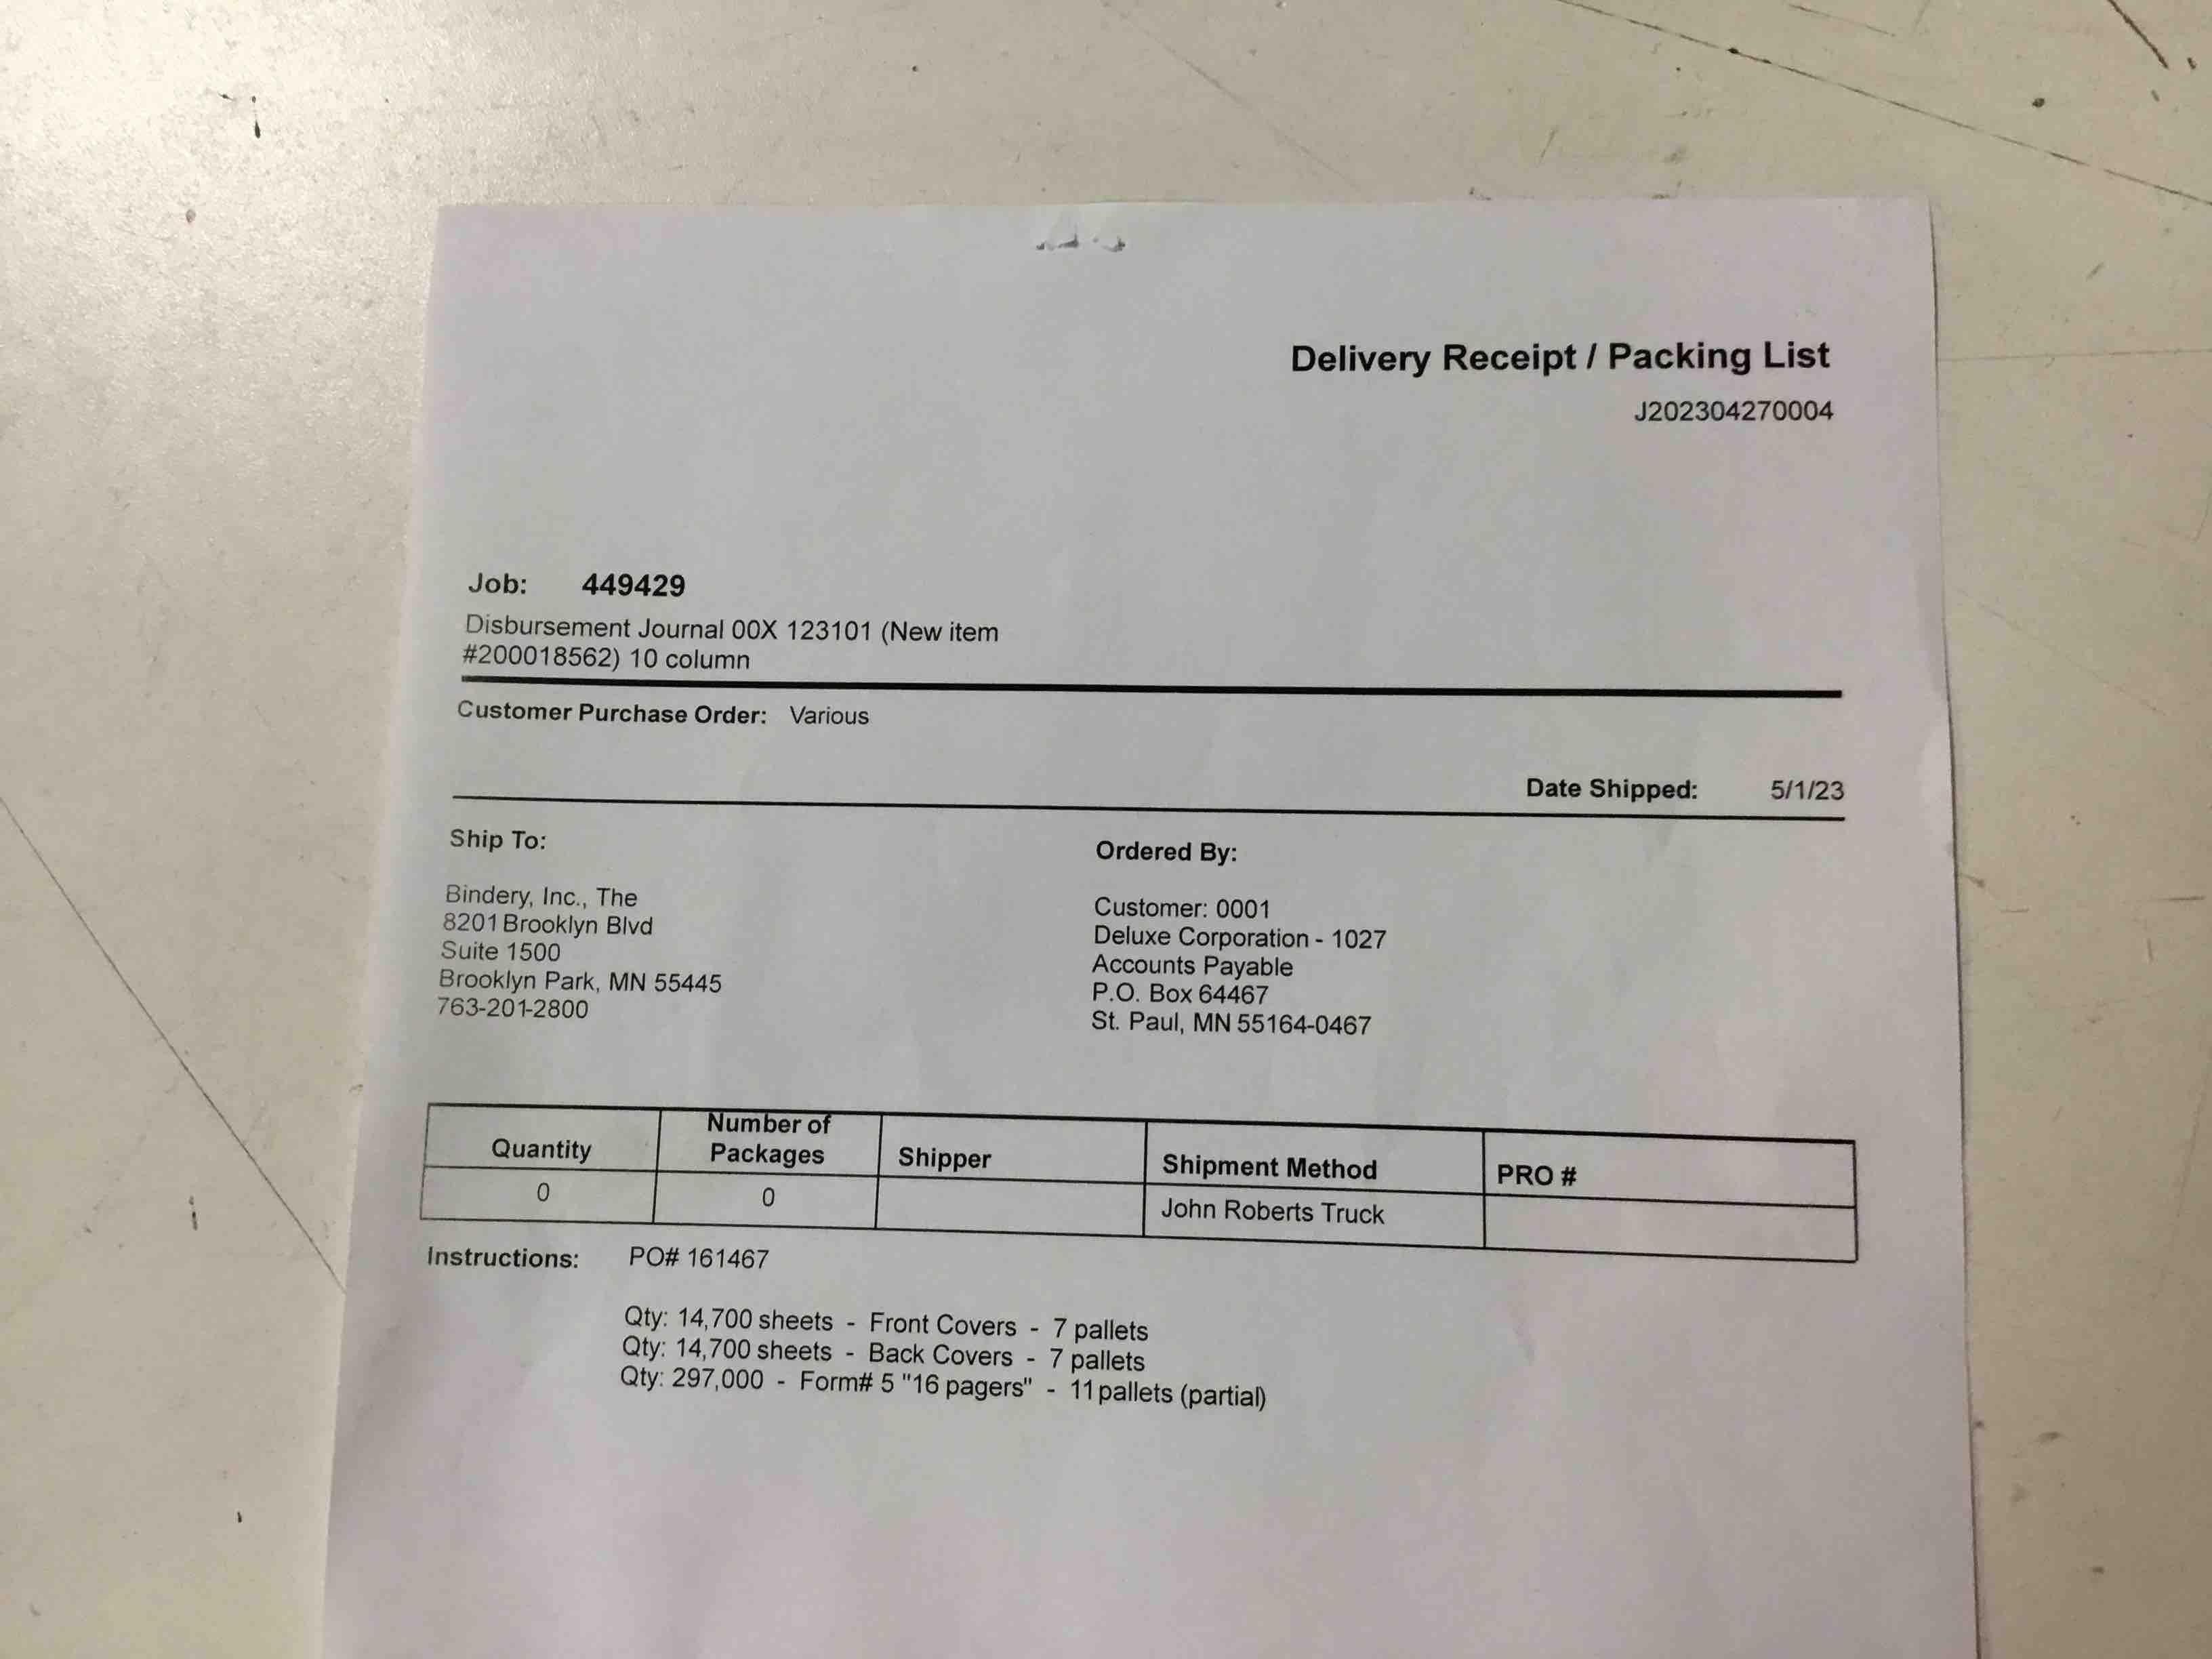 Delivery Receipt / Packing List
J202304270004
Job: 449429
Disbursement Journal 00X 123101 (New item
#200018562) 10 column
Customer Purchase Order: Various
Date Shipped: 5/1/23
Ship To:
Bindery, Inc., The
8201 Brooklyn Blvd
Suite 1500
Brooklyn Park, MN 55445
763-201-2800
Ordered By:
Customer: 0001
Deluxe Corporation - 1027
Accounts Payable
P.O. Box 64467
St. Paul, MN 55164-0467
Quantity Number of Packages Shipper Shipment Method PRO #
0 0 John Roberts Truck
Instructions: PO# 161467
Qty: 14,700 sheets - Front Covers - 7 pallets
Qty: 14,700 sheets - Back Covers - 7 pallets
Qty: 297,000 - Form# 5 "16 pagers" - 11 pallets (partial)